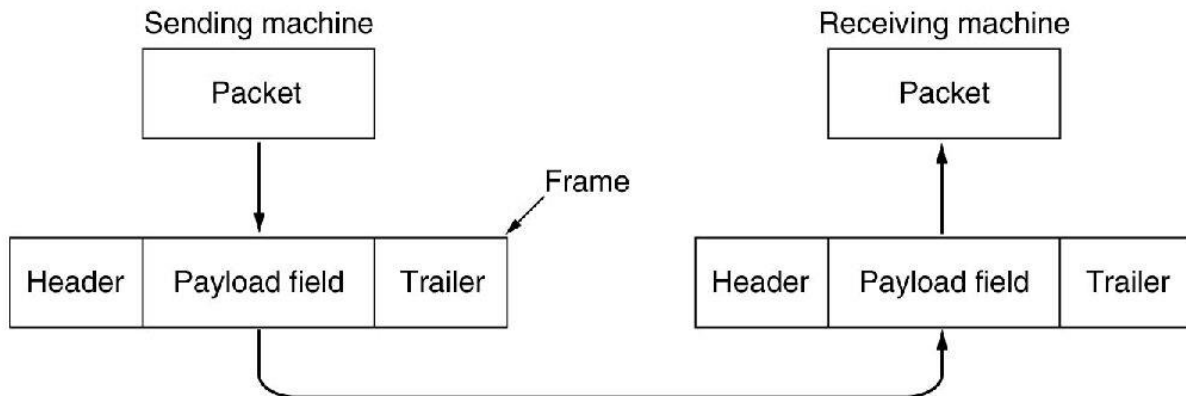 Sending machine
Receiving machine
Packet
Packet
Frame
Header Payload field Trailer
Header Payload field Trailer